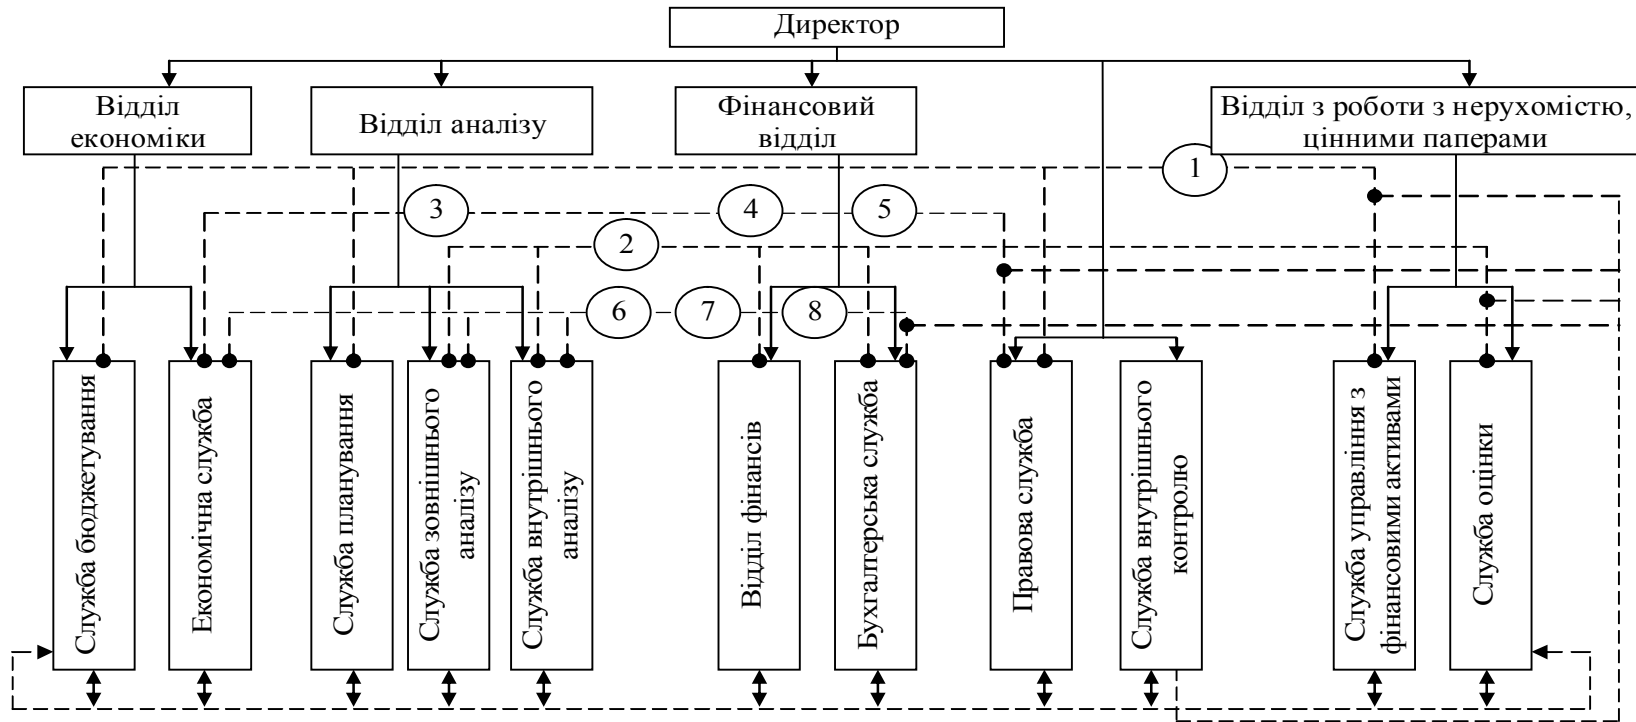 Директор
Відділ
економіки
Відділ аналізу
Фінансовий
відділ
Відділ з роботи з нерухомістю,
цінними паперами
1
3
4
5
2
6
7
8
Служба бюджетування
Економічна служба
Служба планування
Служба зовнішнього
аналізу
Служба внутрішнього
аналізу
Відділ фінансів
Бухгалтерська служба
Правова служба
Служба внутрішнього
контролю
Служба управління з
фінансовими активами
Служба оцінки